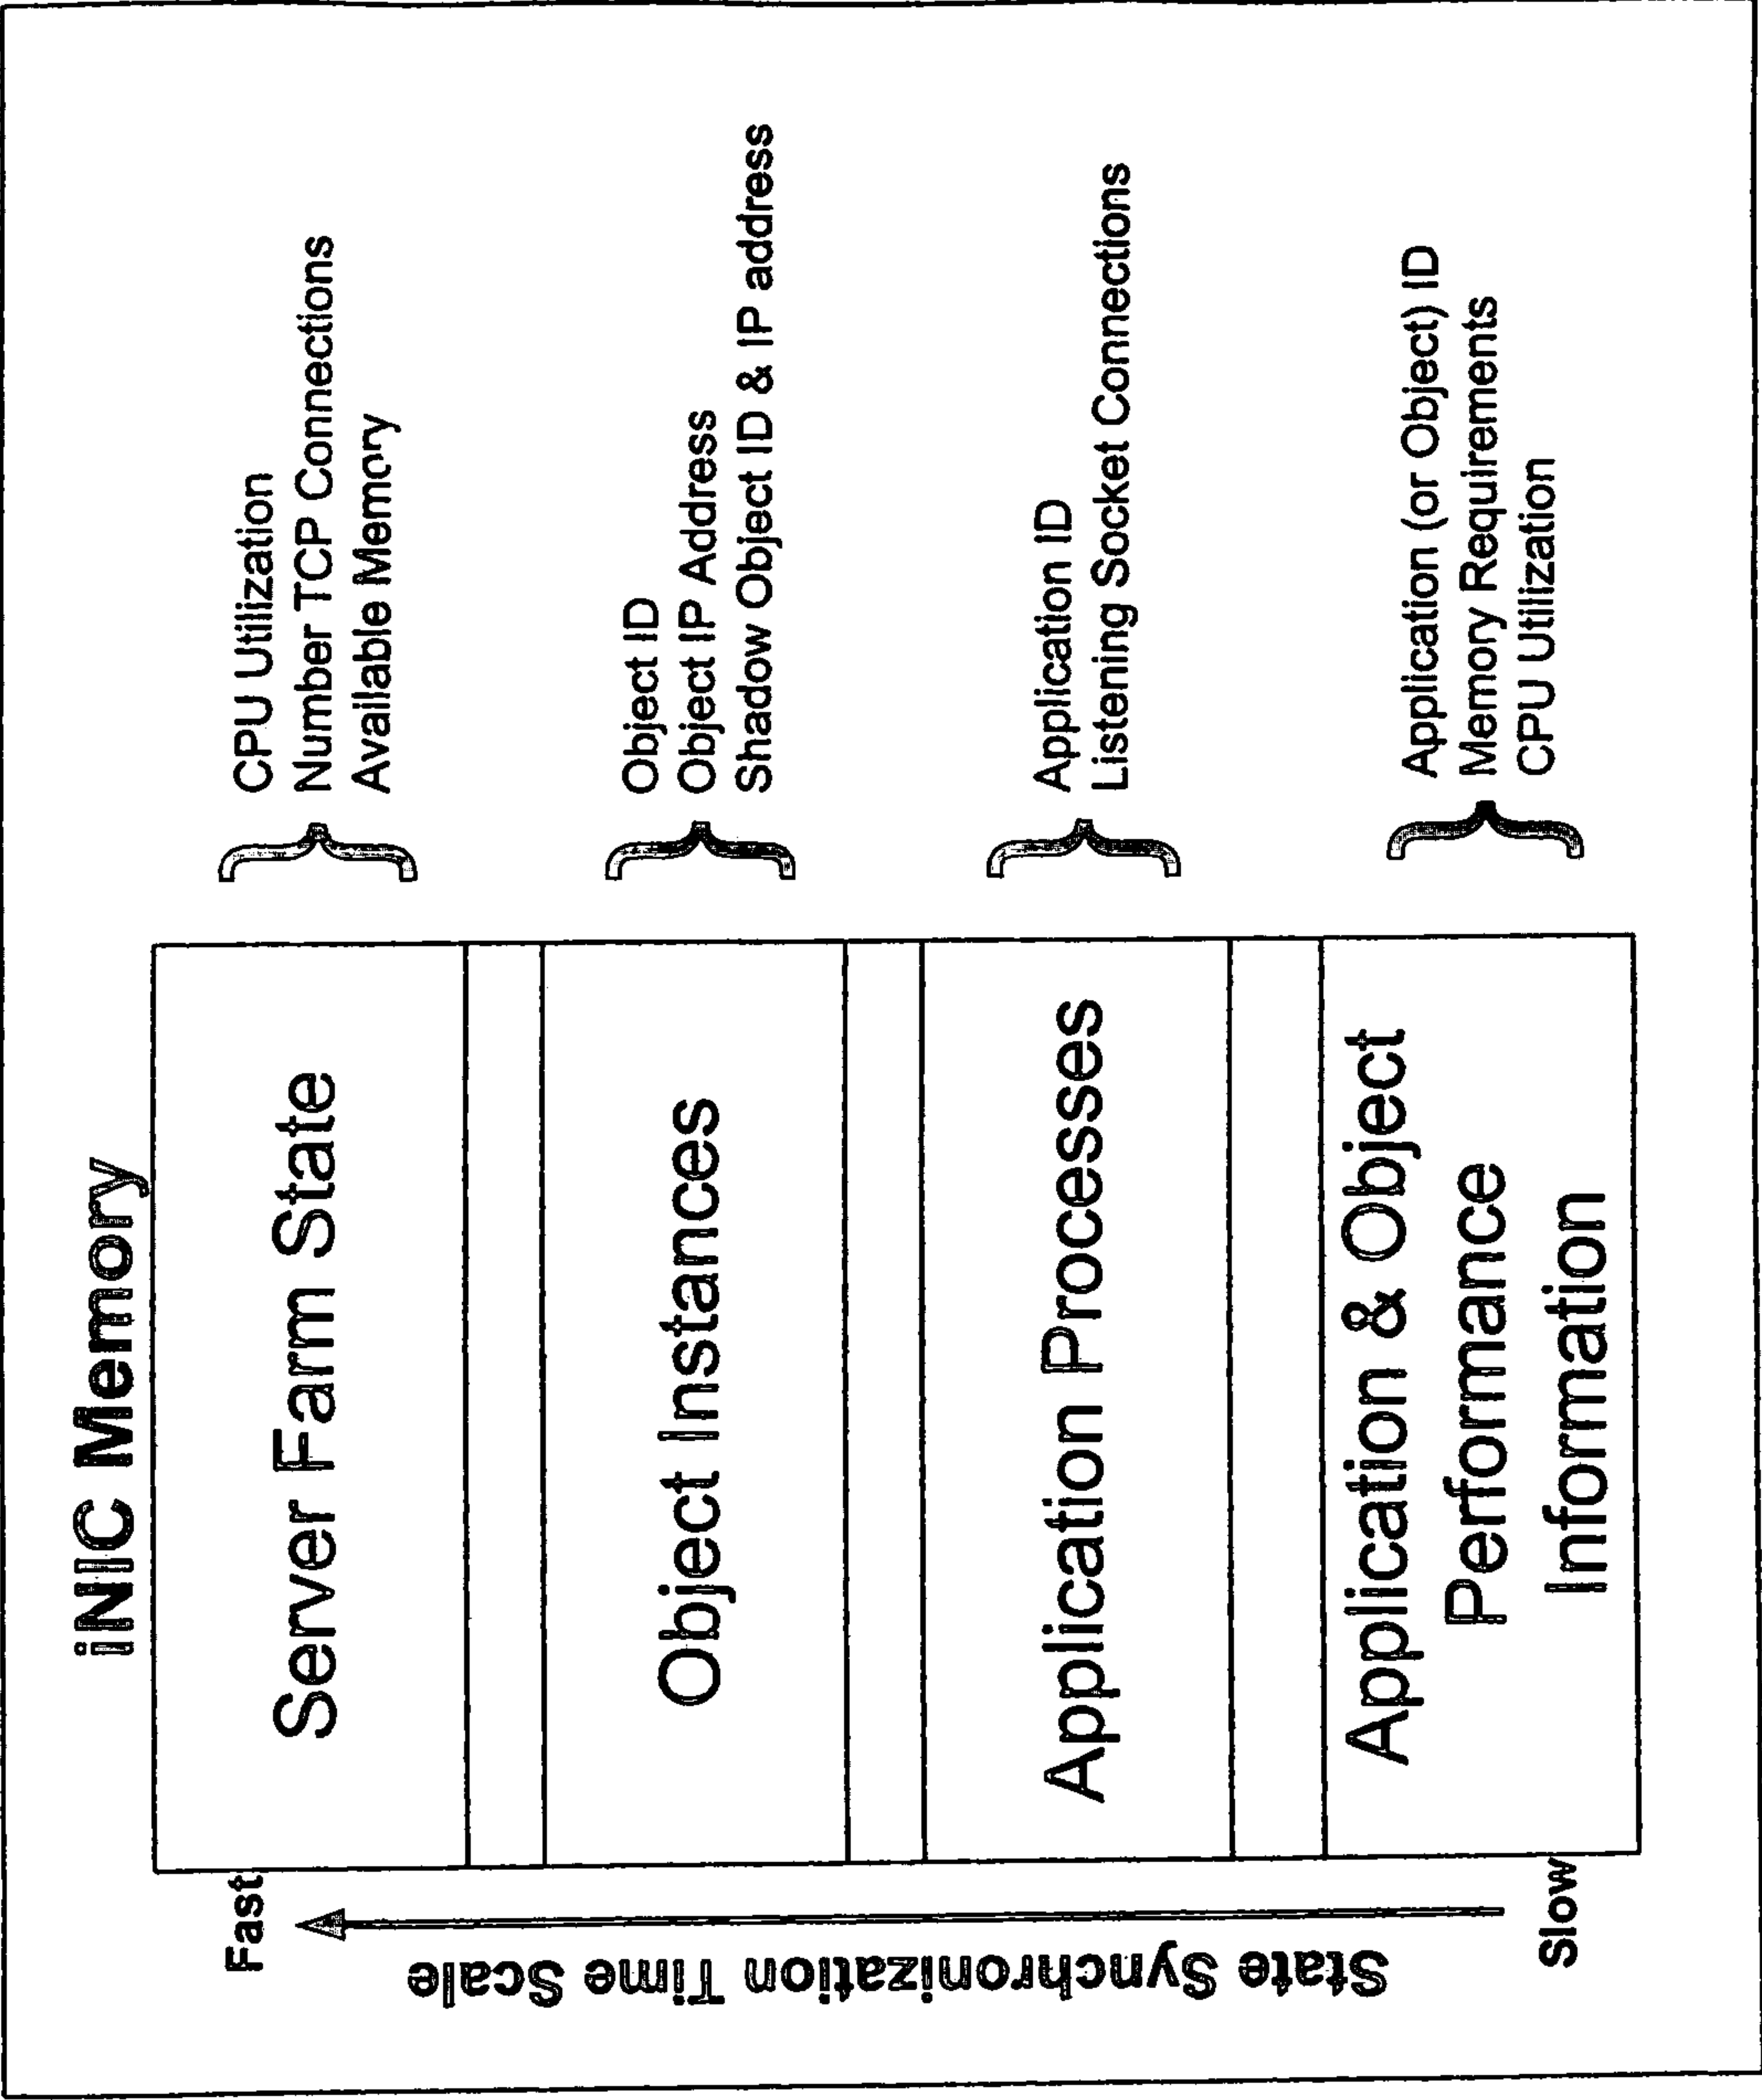 iNIC Memory
Fast
State Synchronization Time Scale
Slow
Server Farm State
CPU Utilization
Number TCP Connections
Available Memory
Object Instances
Object ID
Object IP Address
Shadow Object ID & IP address
Application Processes
Application ID
Listening Socket Connections
Application & Object
Performance
Information
Application (or Object) ID
Memory Requirements
CPU Utilization